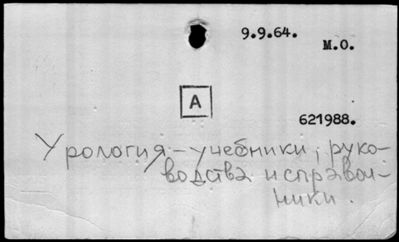 9.9.64.
М.О.
А
621988.
Урология - учебники, руко-
водства и справоч-
ники.